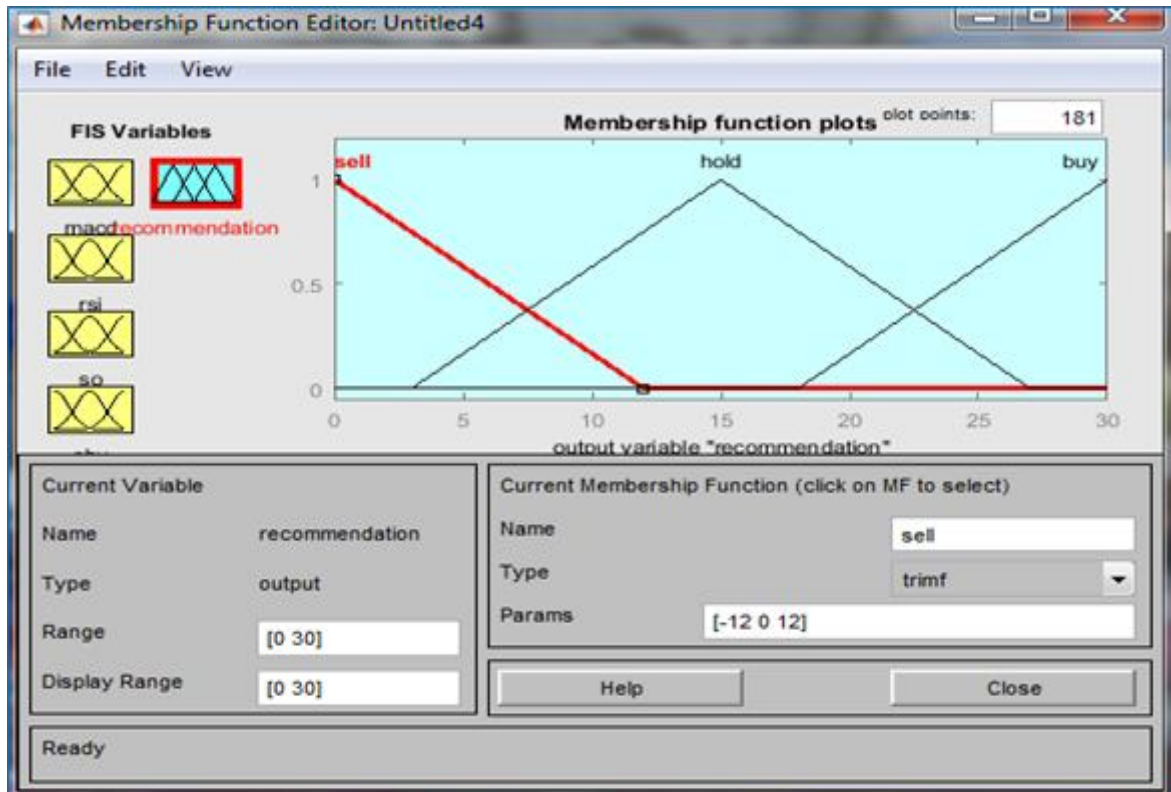 Membership Function Editor: Untitled4
File Edit View
FIS Variables
Membership function plots
plot points:
181
macd
recommendation
rsi
so
sell
hold
buy
1
0.5
0
0 5 10 15 20 25 30
output variable "recommendation"
Current Variable
Name recommendation
Type output
Range [0 30]
Display Range [0 30]
Current Membership Function (click on MF to select)
Name sell
Type trimf
Params [-12 0 12]
Help Close
Ready